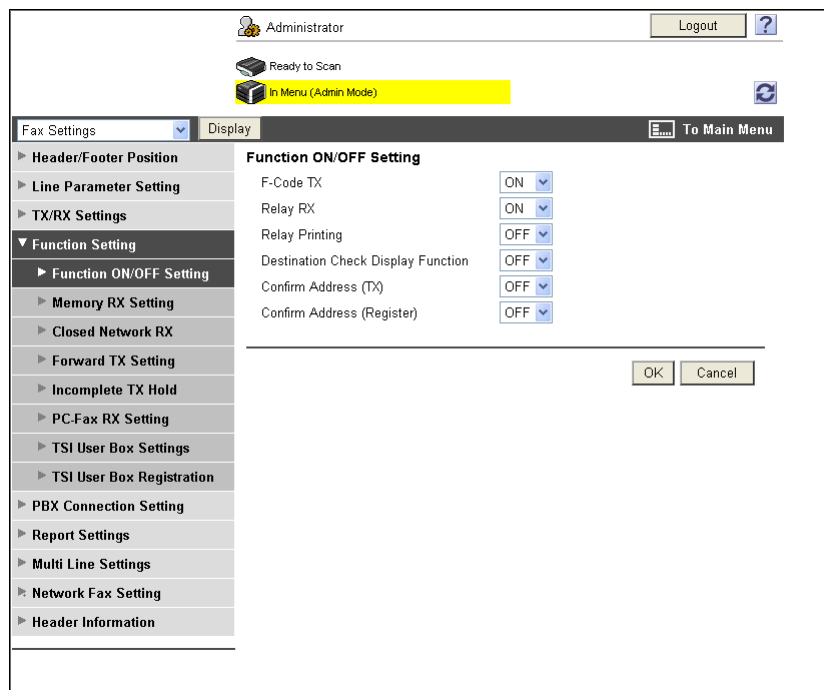 Administrator
Logout
?
Ready to Scan
In Menu (Admin Mode)
Fax Settings
Display
To Main Menu
Header/Footer Position
Line Parameter Setting
TX/RX Settings
Function Setting
Function ON/OFF Setting
Memory RX Setting
Closed Network RX
Forward TX Setting
Incomplete TX Hold
PC-Fax RX Setting
TSI User Box Settings
TSI User Box Registration
PBX Connection Setting
Report Settings
Multi Line Settings
Network Fax Setting
Header Information
Function ON/OFF Setting
F-Code TX ON
Relay RX ON
Relay Printing OFF
Destination Check Display Function OFF
Confirm Address (TX) OFF
Confirm Address (Register) OFF
OK Cancel